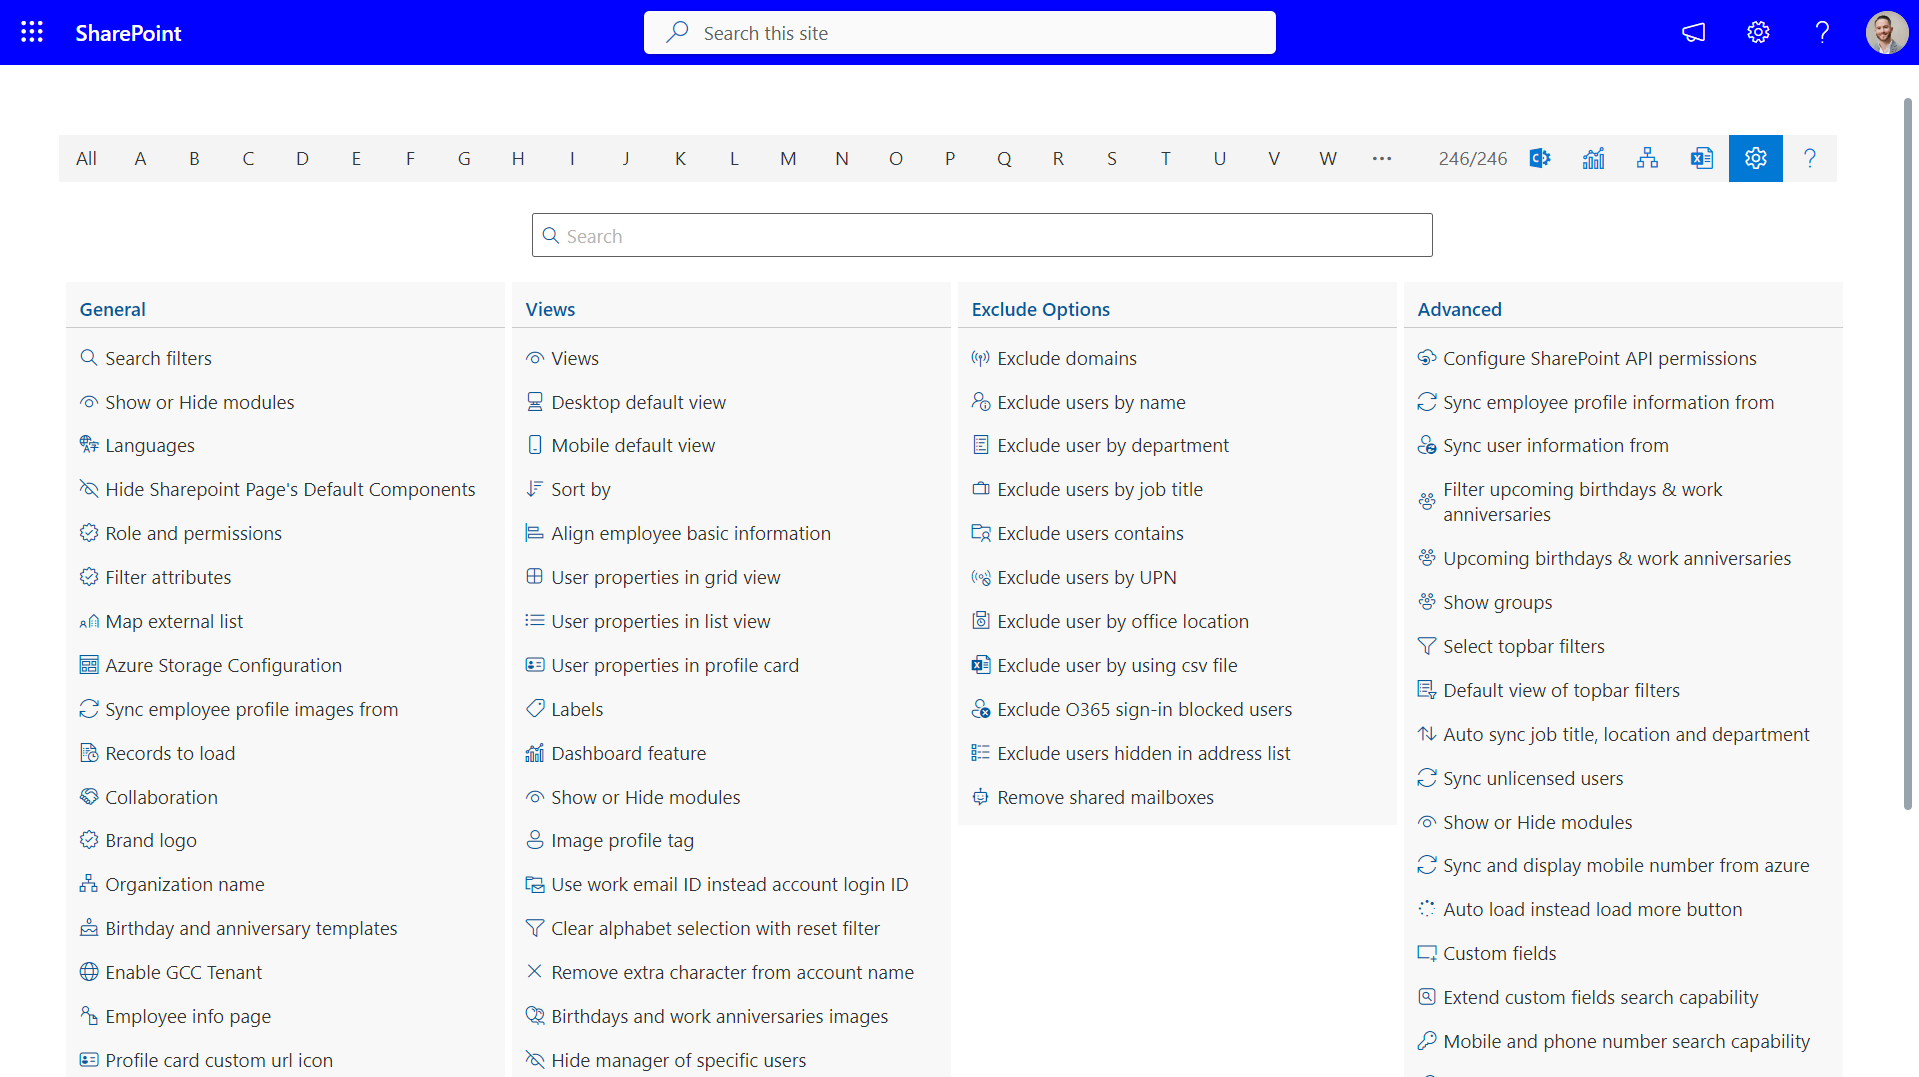 SharePoint
Search this site
All A B C D E F G H I J K L M N O P Q R S T U V W ... 246/246
Search
General
Search filters
Show or Hide modules
Languages
Hide Sharepoint Page's Default Components
Role and permissions
Filter attributes
Map external list
Azure Storage Configuration
Sync employee profile images from
Records to load
Collaboration
Brand logo
Organization name
Birthday and anniversary templates
Enable GCC Tenant
Employee info page
Profile card custom url icon
Views
Views
Desktop default view
Mobile default view
Sort by
Align employee basic information
User properties in grid view
User properties in list view
User properties in profile card
Labels
Dashboard feature
Show or Hide modules
Image profile tag
Use work email ID instead account login ID
Clear alphabet selection with reset filter
Remove extra character from account name
Birthdays and work anniversaries images
Hide manager of specific users
Exclude Options
Exclude domains
Exclude users by name
Exclude user by department
Exclude users by job title
Exclude users contains
Exclude users by UPN
Exclude user by office location
Exclude user by using csv file
Exclude O365 sign-in blocked users
Exclude users hidden in address list
Remove shared mailboxes
Advanced
Configure SharePoint API permissions
Sync employee profile information from
Sync user information from
Filter upcoming birthdays & work
anniversaries
Upcoming birthdays & work anniversaries
Show groups
Select topbar filters
Default view of topbar filters
Auto sync job title, location and department
Sync unlicensed users
Show or Hide modules
Sync and display mobile number from azure
Auto load instead load more button
Custom fields
Extend custom fields search capability
Mobile and phone number search capability